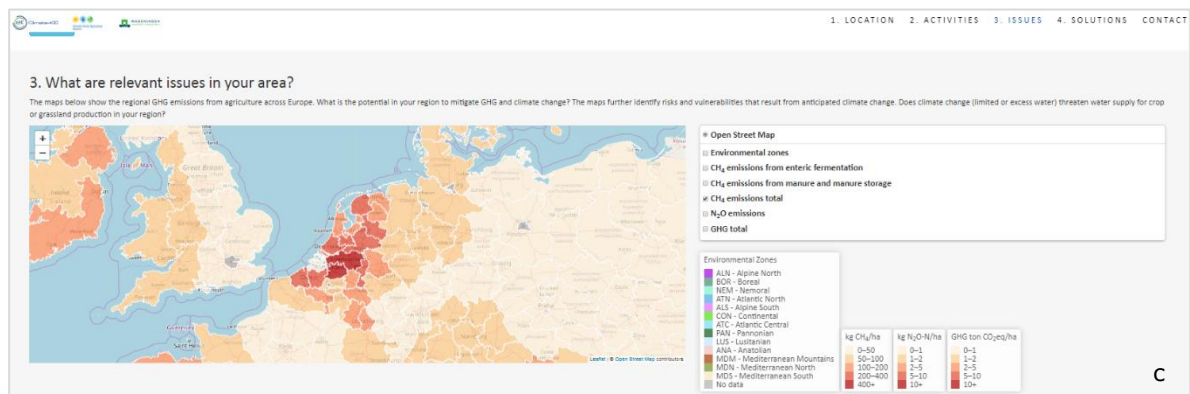 1. LOCATION 2. ACTIVITIES 3. ISSUES 4. SOLUTIONS CONTACT
3. What are relevant issues in your area?
The maps below show the regional GHG emissions from agriculture across Europe. What is the potential in your region to mitigate GHG and climate change? The maps further identify risks and vulnerabilities that result from anticipated climate change. Does climate change (limited or excess water) threaten water supply for crop
or grassland production in your region?
+
−
Great Britain
Leaflet | © Open Street Map contributors
Open Street Map
Environmental zones
CH₄ emissions from enteric fermentation
CH₄ emissions from manure and manure storage
CH₄ emissions total
N₂O emissions
GHG total
Environmental Zones
ALN - Alpine North
BOR - Boreal
NEM - Nemoral
ATN - Atlantic North
ALS - Alpine South
CON - Continental
ATC - Atlantic Central
PAN - Pannonian
LUS - Lusitanian
ANA - Anatolian
MDM - Mediterranean Mountains
MDN - Mediterranean North
MDS - Mediterranean South
No data
kg CH₄/ha
0–50
50–100
100–200
200–400
400+
kg N₂O-N/ha
0–1
1–2
2–5
5–10
10+
GHG ton CO₂eq/ha
0–1
1–2
2–5
5–10
10+
C